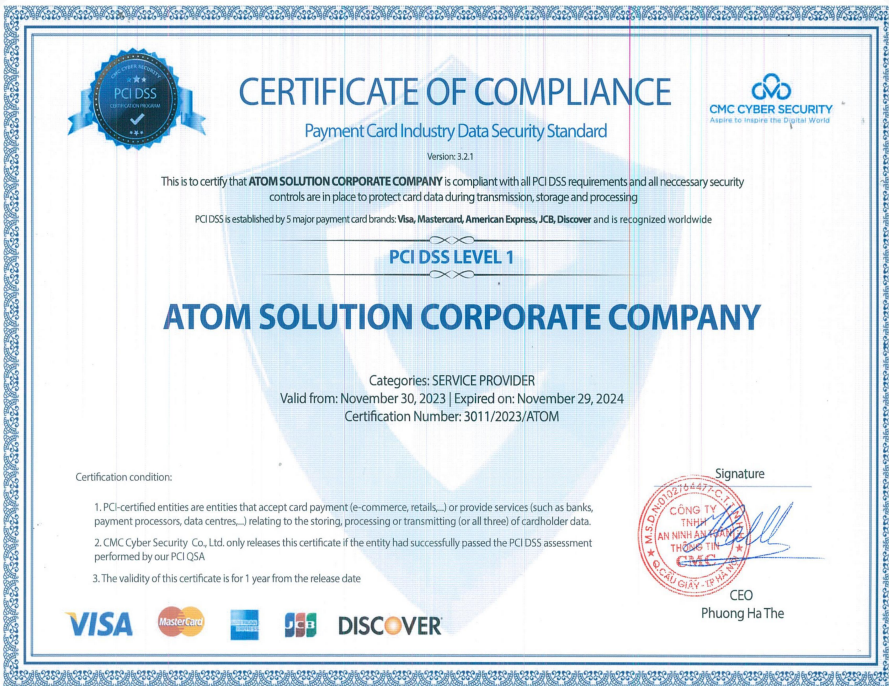 CMC CYBER SECURITY
PCI DSS
CERTIFICATION PROGRAM
CERTIFICATE OF COMPLIANCE
Payment Card Industry Data Security Standard
Version: 3.2.1
CMC CYBER SECURITY
Aspire to Inspire the Digital World
This is to certify that ATOM SOLUTION CORPORATE COMPANY is compliant with all PCI DSS requirements and all neccessary security
controls are in place to protect card data during transmission, storage and processing
PCI DSS is established by 5 major payment card brands: Visa, Mastercard, American Express, JCB, Discover and is recognized worldwide
PCI DSS LEVEL 1
ATOM SOLUTION CORPORATE COMPANY
Categories: SERVICE PROVIDER
Valid from: November 30, 2023 | Expired on: November 29, 2024
Certification Number: 3011/2023/ATOM
Certification condition:
1. PCI-certified entities are entities that accept card payment (e-commerce, retails,...) or provide services (such as banks,
payment processors, data centres,...) relating to the storing, processing or transmitting (or all three) of cardholder data.
2. CMC Cyber Security Co., Ltd. only releases this certificate if the entity had successfully passed the PCI DSS assessment
performed by our PCI QSA
3. The validity of this certificate is for 1 year from the release date
Signature
M.S.D.N:0102764477-C.T.T.N.H.H
CÔNG TY
TNHH
AN NINH AN TOÀN
THÔNG TIN
CMC
Q.CẦU GIẤY - TP HÀ NỘI
CEO
Phuong Ha The
VISA
MasterCard
JCB
DISCOVER